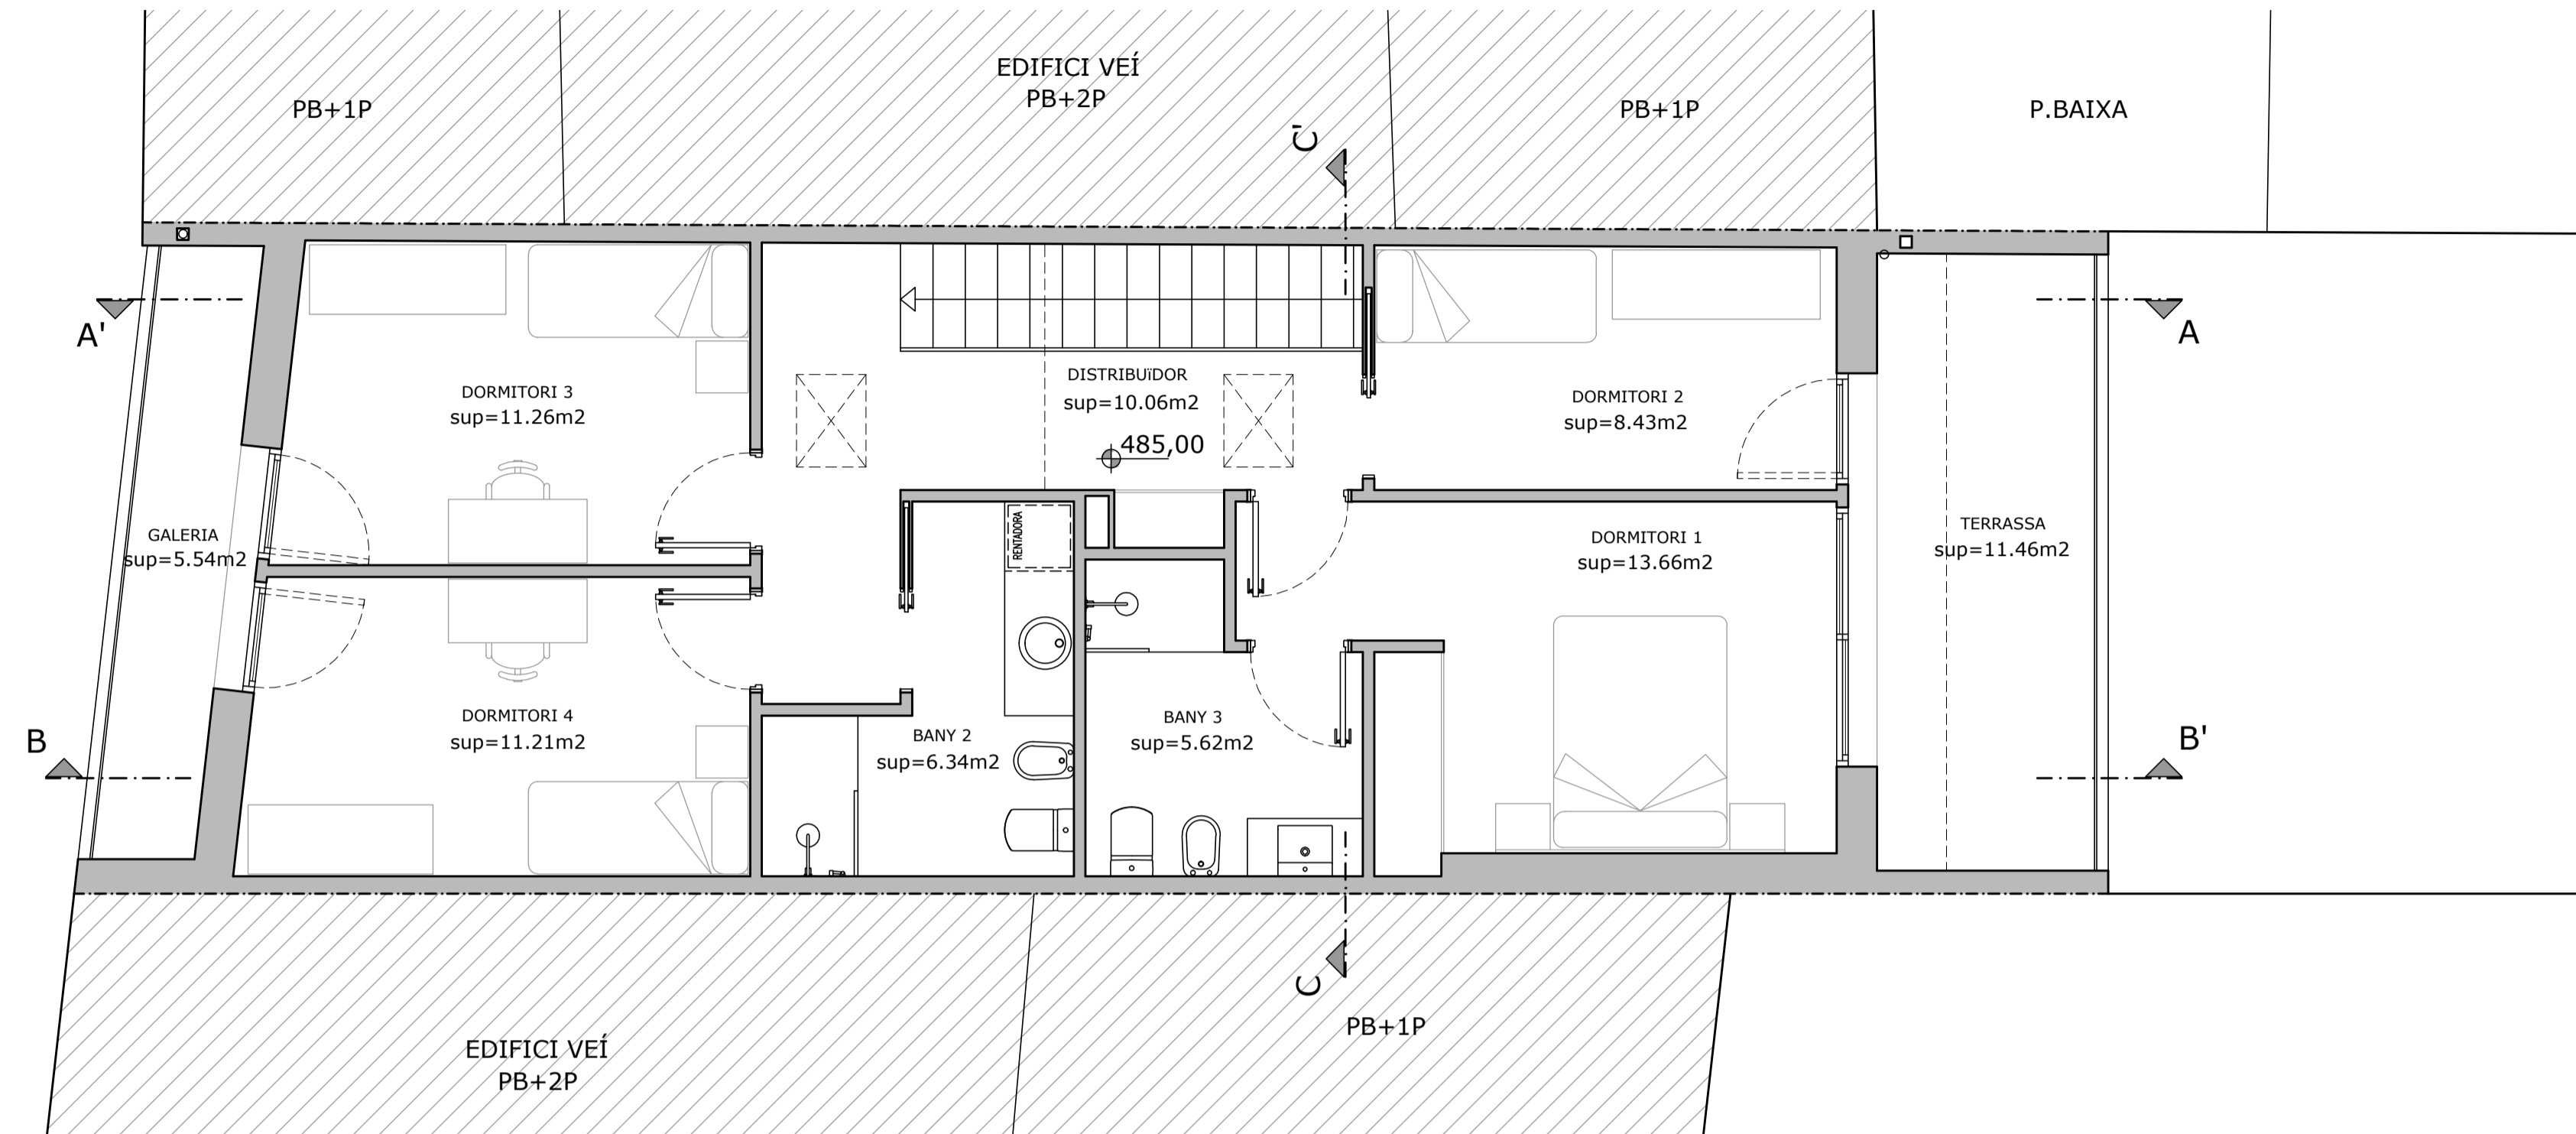 EDIFICI VEÍ
PB+2P
PB+1P
PB+1P
P.BAIXA
C'
A'
A
DORMITORI 3
sup=11.26m2
DISTRIBUïDOR
sup=10.06m2
485,00
DORMITORI 2
sup=8.43m2
GALERIA
sup=5.54m2
RENTADORA
DORMITORI 1
sup=13.66m2
TERRASSA
sup=11.46m2
DORMITORI 4
sup=11.21m2
BANY 2
sup=6.34m2
BANY 3
sup=5.62m2
B
B'
C
EDIFICI VEÍ
PB+2P
PB+1P